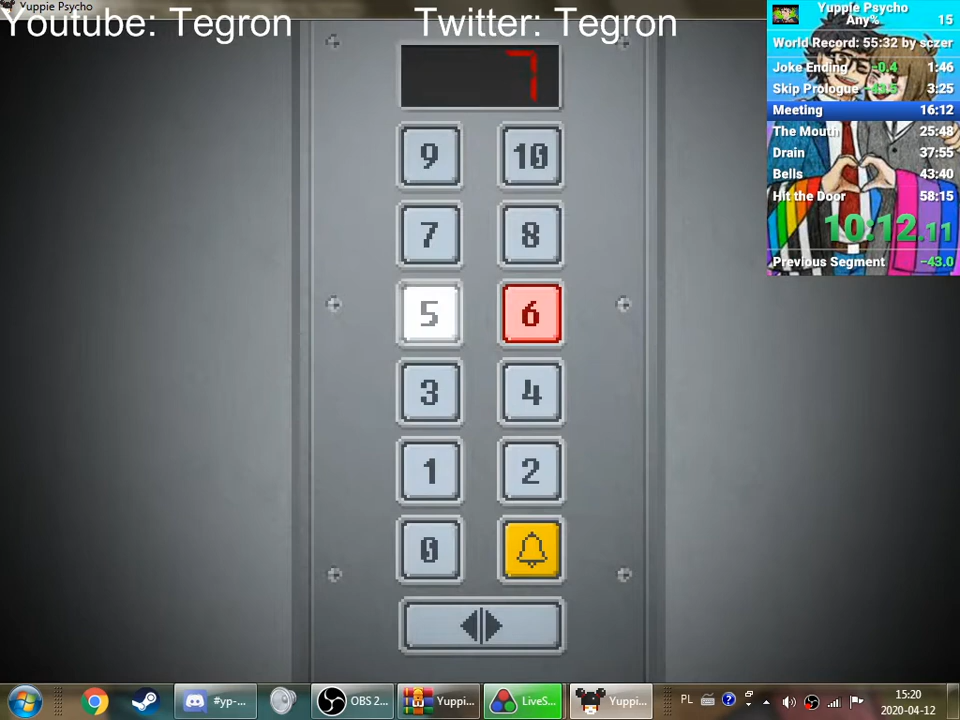 Yuppie Psycho
Youtube: Tegron
Twitter: Tegron
7
9
10
7
8
5
6
3
4
1
2
0
Yuppie Psycho
Any%
15
World Record: 55:32 by sczer
Joke Ending -0.4 1:46
Skip Prologue -43.5 3:25
Meeting 16:12
The Mouth 25:48
Drain 37:55
Bells 43:40
Hit the Door 58:15
10:12.11
Previous Segment -43.0
#yp-...
OBS 2...
Yuppi...
LiveS...
Yuppi...
PL
15:20
2020-04-12